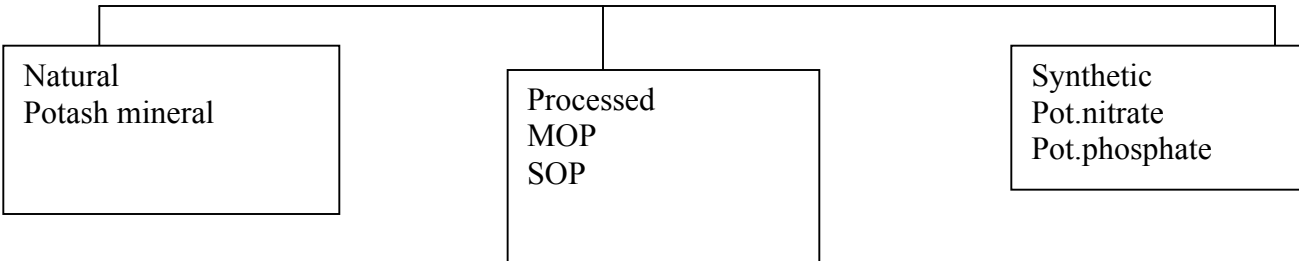 Natural
Potash mineral
Processed
MOP
SOP
Synthetic
Pot.nitrate
Pot.phosphate